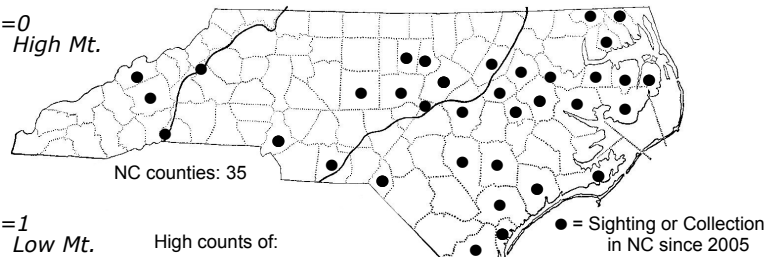 =0
High Mt.
NC counties: 35
=1
Low Mt.
High counts of:
● = Sighting or Collection
in NC since 2005